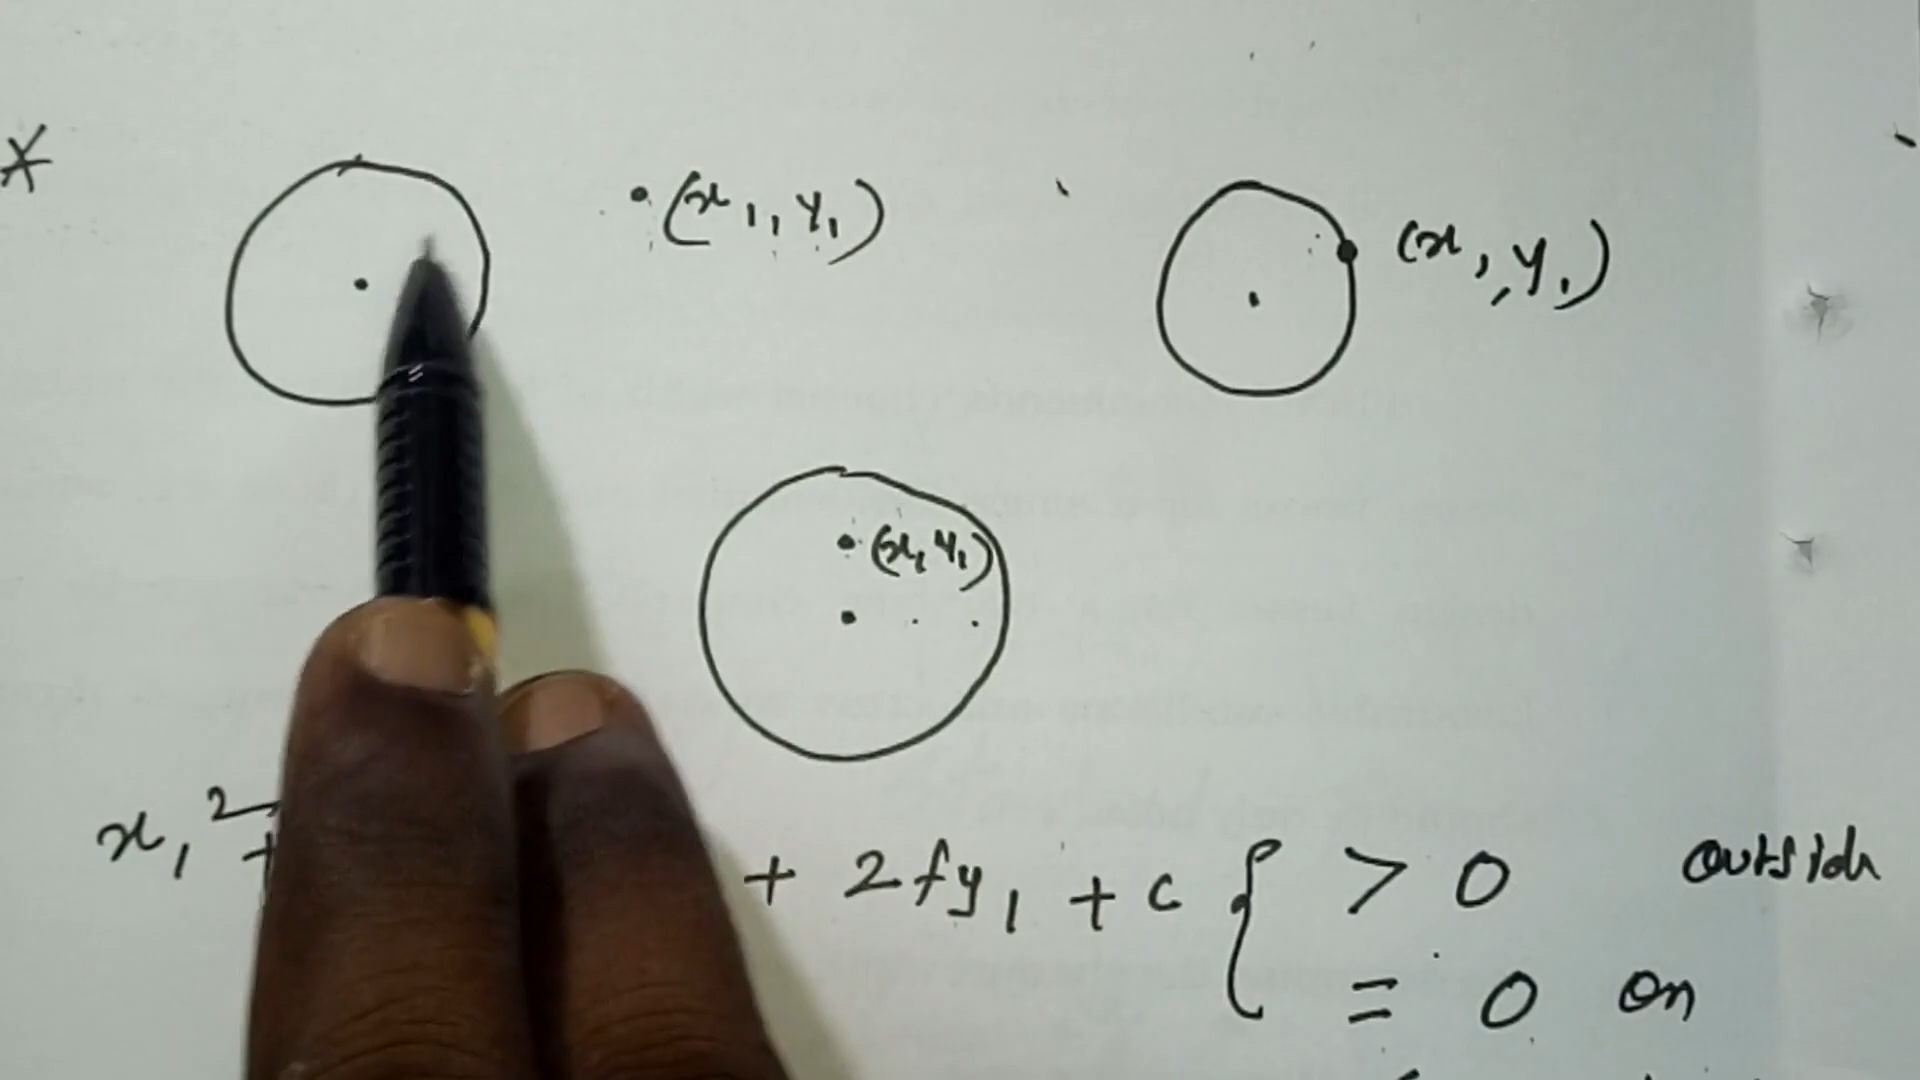 *
(x₁, y₁)
(x₁, y₁)
(x₁, y₁)
x₁² + + 2fy₁ + c { > 0 outside
= 0 on